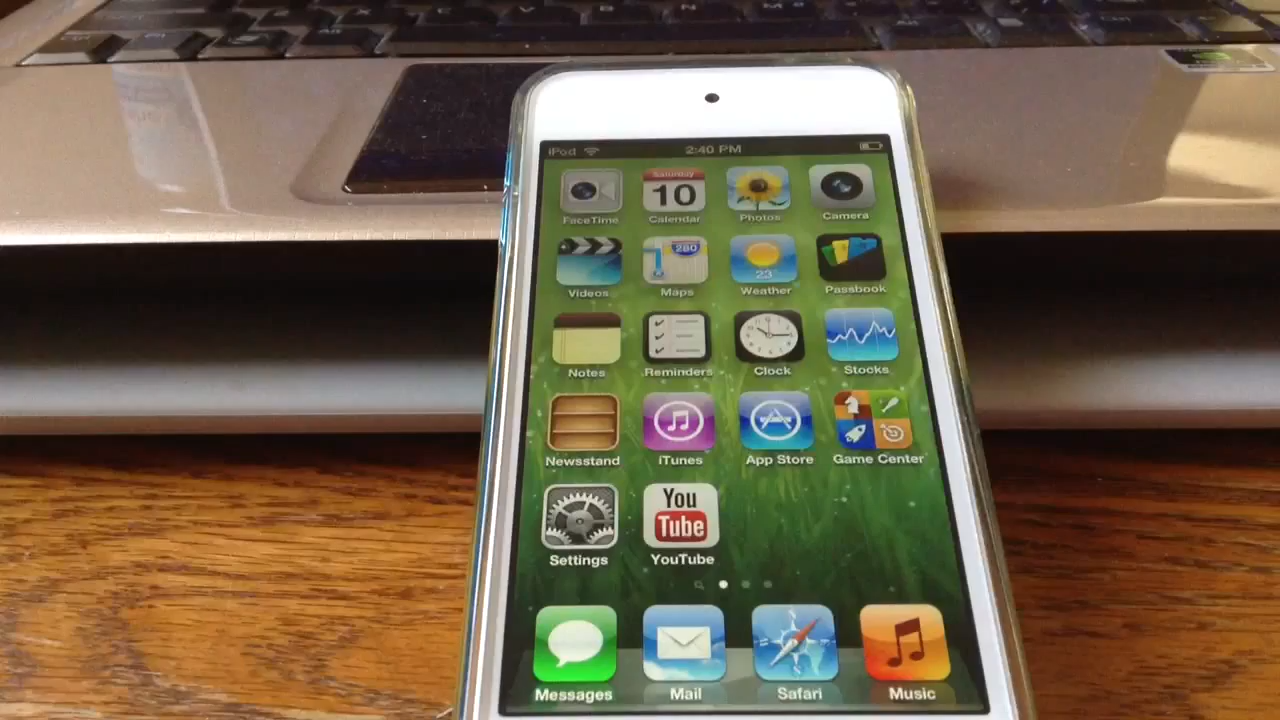 iPod 2:40 PM
Saturday
10 280
FaceTime Calendar Photos Camera
23
Videos Maps Weather Passbook
Notes Reminders Clock Stocks
Newsstand iTunes App Store Game Center
You
Tube
Settings YouTube
Messages Mail Safari Music